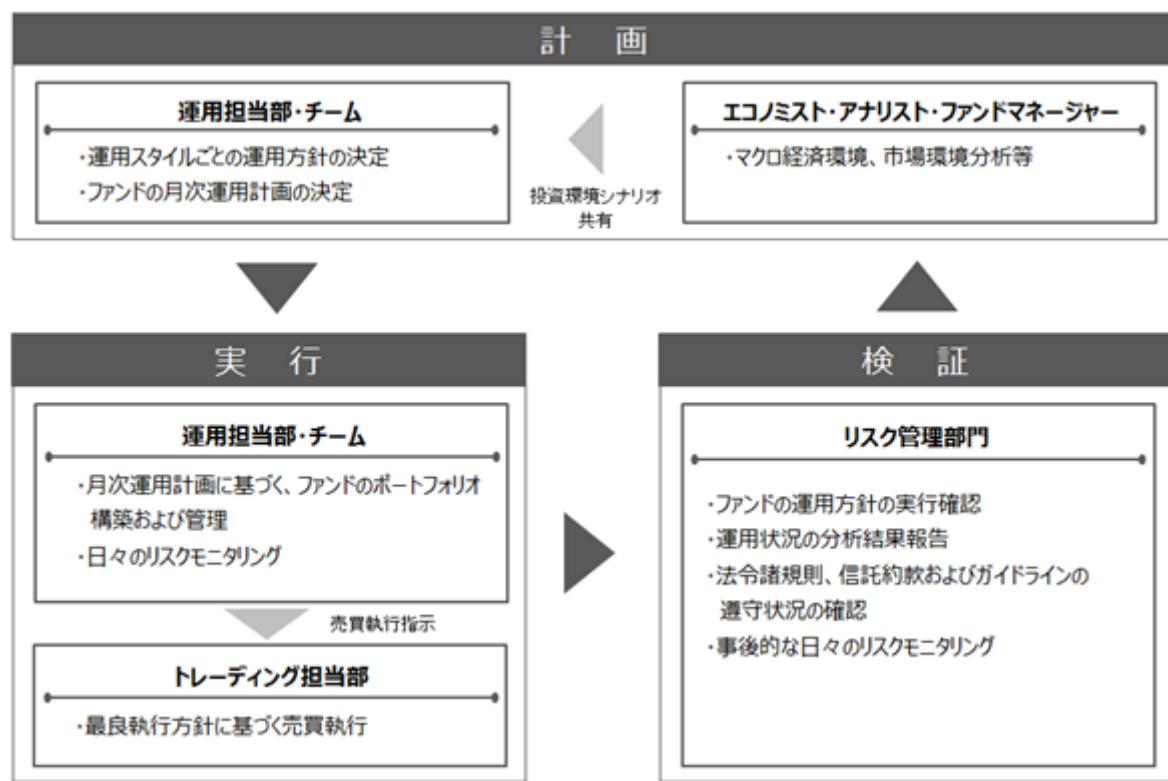 計 画
運用担当部・チーム
・運用スタイルごとの運用方針の決定
・ファンドの月次運用計画の決定
投資環境シナリオ
共有
エコノミスト・アナリスト・ファンドマネージャー
・マクロ経済環境、市場環境分析等
実 行
運用担当部・チーム
・月次運用計画に基づく、ファンドのポートフォリオ
構築および管理
・日々のリスクモニタリング
売買執行指示
トレーディング担当部
・最良執行方針に基づく売買執行
検 証
リスク管理部門
・ファンドの運用方針の実行確認
・運用状況の分析結果報告
・法令諸規則、信託約款およびガイドラインの
遵守状況の確認
・事後的な日々のリスクモニタリング